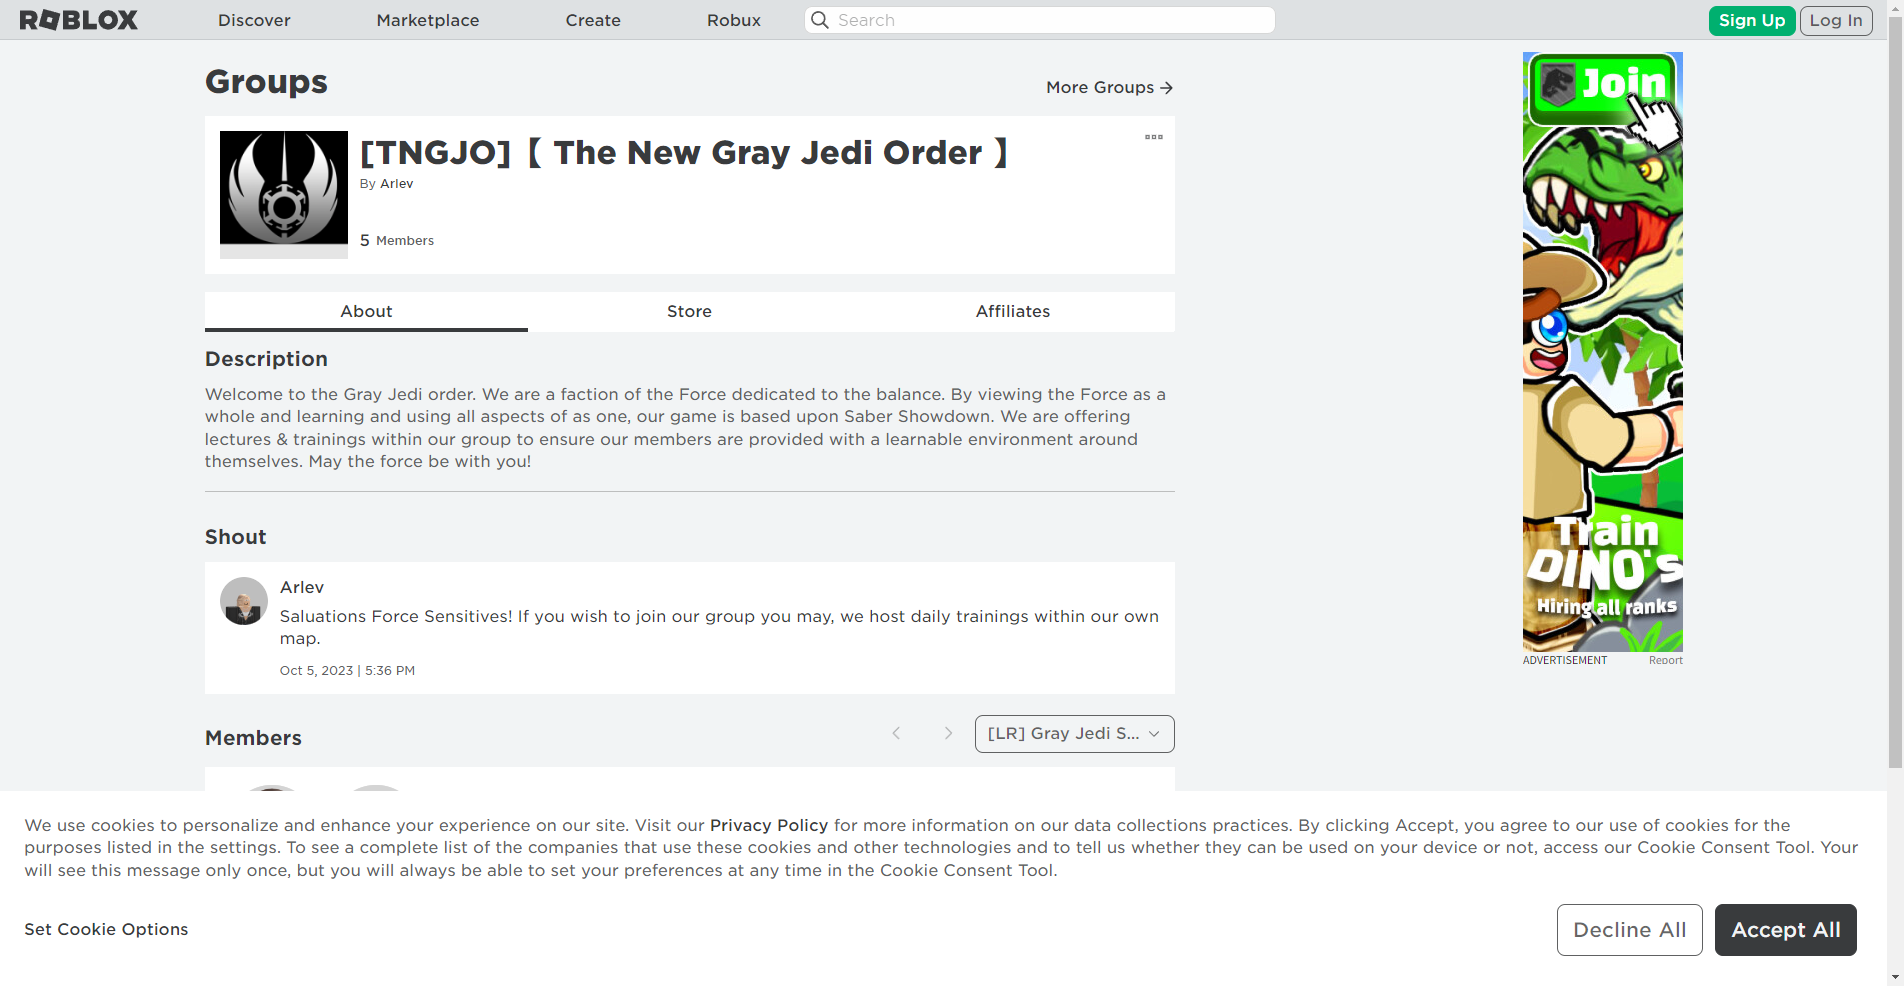 ROBLOX
Discover
Marketplace
Create
Robux
Search
Sign Up
Log In
Groups
More Groups →
[TNGJO]【 The New Gray Jedi Order 】
By Arlev
5 Members
About
Store
Affiliates
Description
Welcome to the Gray Jedi order. We are a faction of the Force dedicated to the balance. By viewing the Force as a
whole and learning and using all aspects of as one, our game is based upon Saber Showdown. We are offering
lectures & trainings within our group to ensure our members are provided with a learnable environment around
themselves. May the force be with you!
Shout
Arlev
Saluations Force Sensitives! If you wish to join our group you may, we host daily trainings within our own
map.
Oct 5, 2023 | 5:36 PM
Members
[LR] Gray Jedi S...
Join
Train
DINO's
Hiring all ranks
ADVERTISEMENT
Report
We use cookies to personalize and enhance your experience on our site. Visit our Privacy Policy for more information on our data collections practices. By clicking Accept, you agree to our use of cookies for the
purposes listed in the settings. To see a complete list of the companies that use these cookies and other technologies and to tell us whether they can be used on your device or not, access our Cookie Consent Tool. Your
will see this message only once, but you will always be able to set your preferences at any time in the Cookie Consent Tool.
Set Cookie Options
Decline All
Accept All